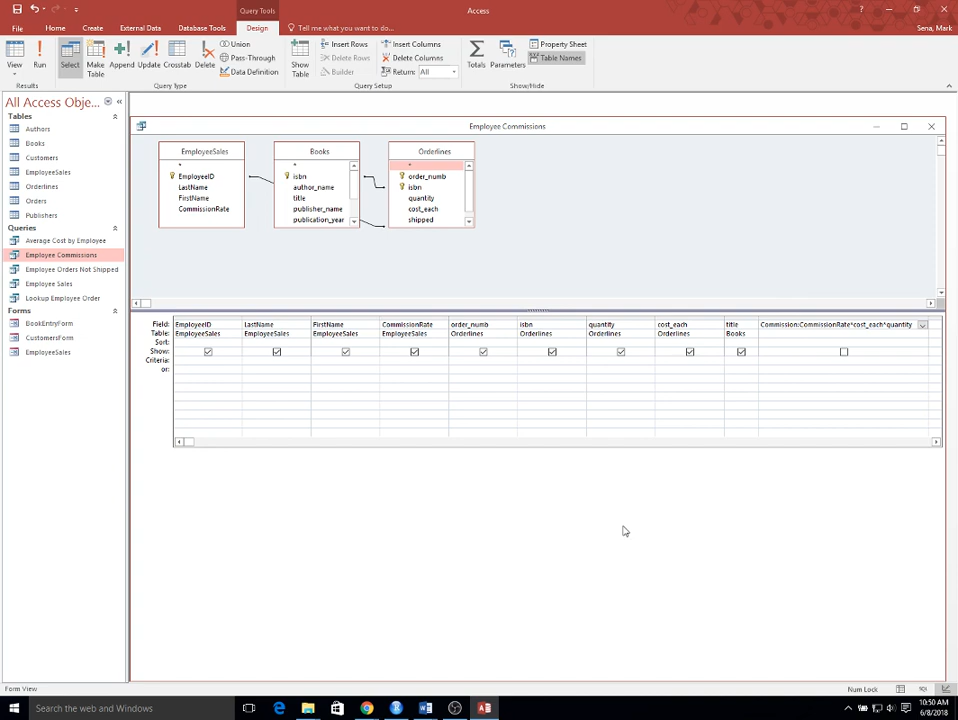 Query Tools
Access
Sena, Mark
File Home Create External Data Database Tools Design Tell me what you want to do...
View
Run
Select
Make Table
Append
Update
Crosstab
Delete
Union
Pass-Through
Data Definition
Show Table
Insert Rows
Delete Rows
Builder
Insert Columns
Delete Columns
Return: All
Totals
Parameters
Property Sheet
Table Names
Results
Query Type
Query Setup
Show/Hide
All Access Obje...
Tables
Authors
Books
Customers
EmployeeSales
Orderlines
Orders
Publishers
Queries
Average Cost by Employee
Employee Commissions
Employee Orders Not Shipped
Employee Sales
Lookup Employee Order
Forms
BookEntryForm
CustomersForm
EmployeeSales
Employee Commissions
EmployeeSales
*
EmployeeID
LastName
FirstName
CommissionRate
Books
*
isbn
author_name
title
publisher_name
publication_year
Orderlines
*
order_numb
isbn
quantity
cost_each
shipped
Field: EmployeeID LastName FirstName CommissionRate order_numb isbn quantity cost_each title Commission:CommissionRate*cost_each*quantity
Table: EmployeeSales EmployeeSales EmployeeSales EmployeeSales Orderlines Orderlines Orderlines Orderlines Books
Sort:
Show:
Criteria:
or:
Form View
Num Lock
Search the web and Windows
10:50 AM
6/8/2018